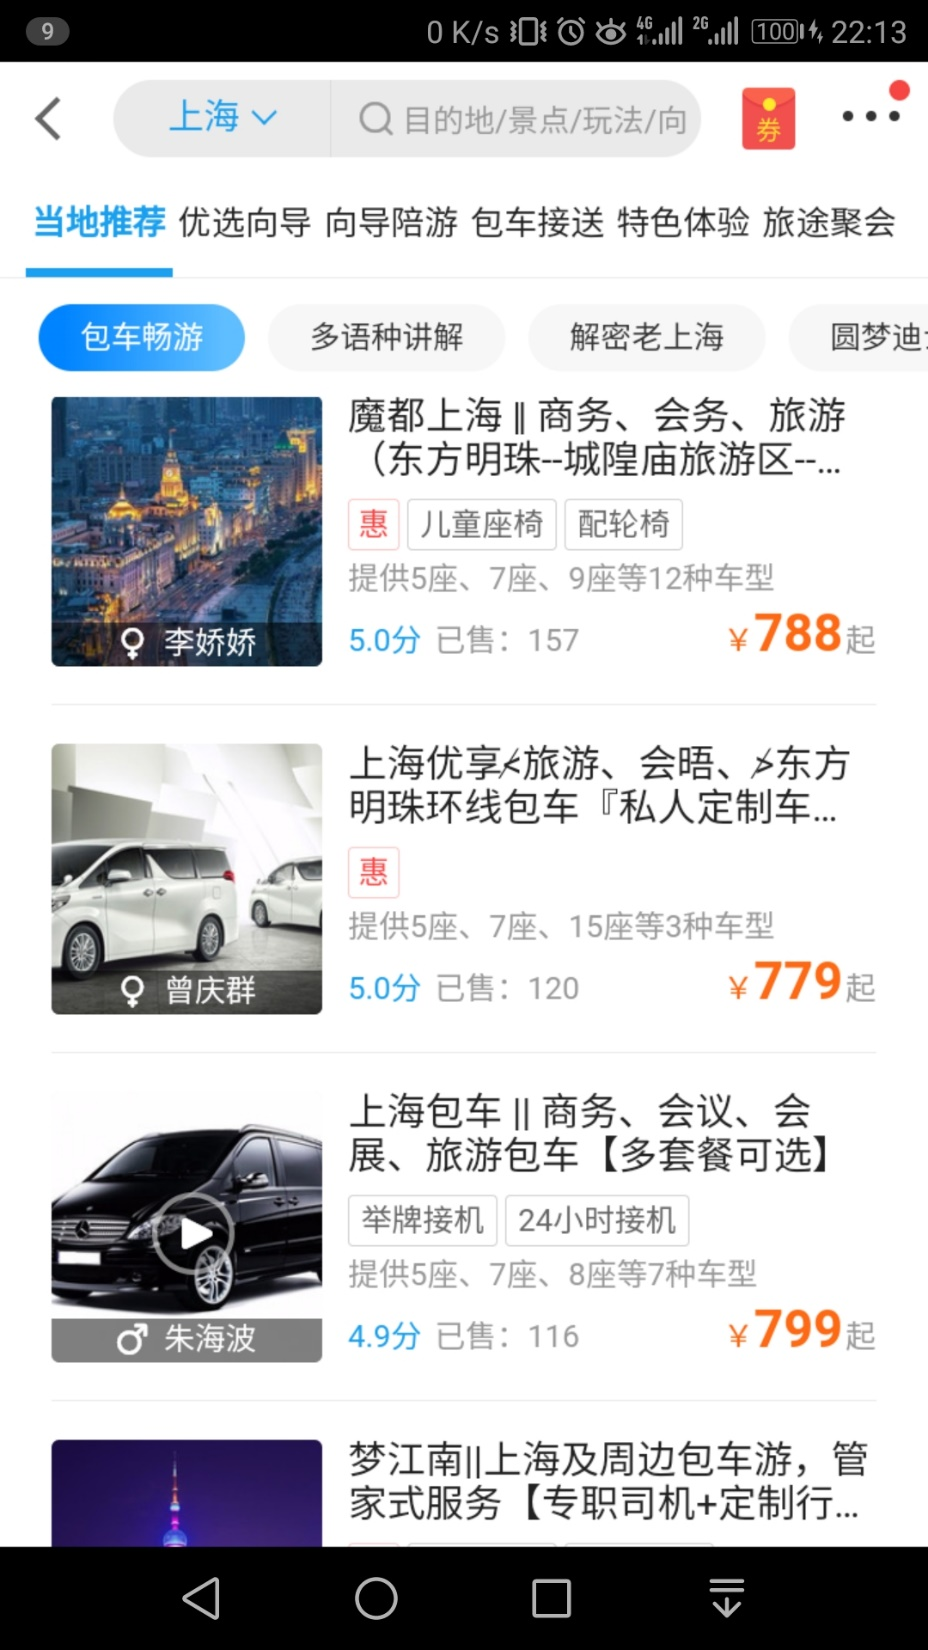 9
0 K/s 4G 2G 100 22:13
上海
目的地/景点/玩法/向
券
当地推荐 优选向导 向导陪游 包车接送 特色体验 旅途聚会
包车畅游 多语种讲解 解密老上海 圆梦迪
魔都上海 ‖ 商务、会务、旅游
（东方明珠--城隍庙旅游区--...
惠 儿童座椅 配轮椅
提供5座、7座、9座等12种车型
李娇娇
5.0分 已售：157
￥788起
上海优享≮旅游、会晤、≯东方
明珠环线包车『私人定制车...
惠
提供5座、7座、15座等3种车型
曾庆群
5.0分 已售：120
￥779起
上海包车 || 商务、会议、会
展、旅游包车【多套餐可选】
举牌接机 24小时接机
提供5座、7座、8座等7种车型
朱海波
4.9分 已售：116
￥799起
梦江南||上海及周边包车游，管
家式服务【专职司机+定制行...